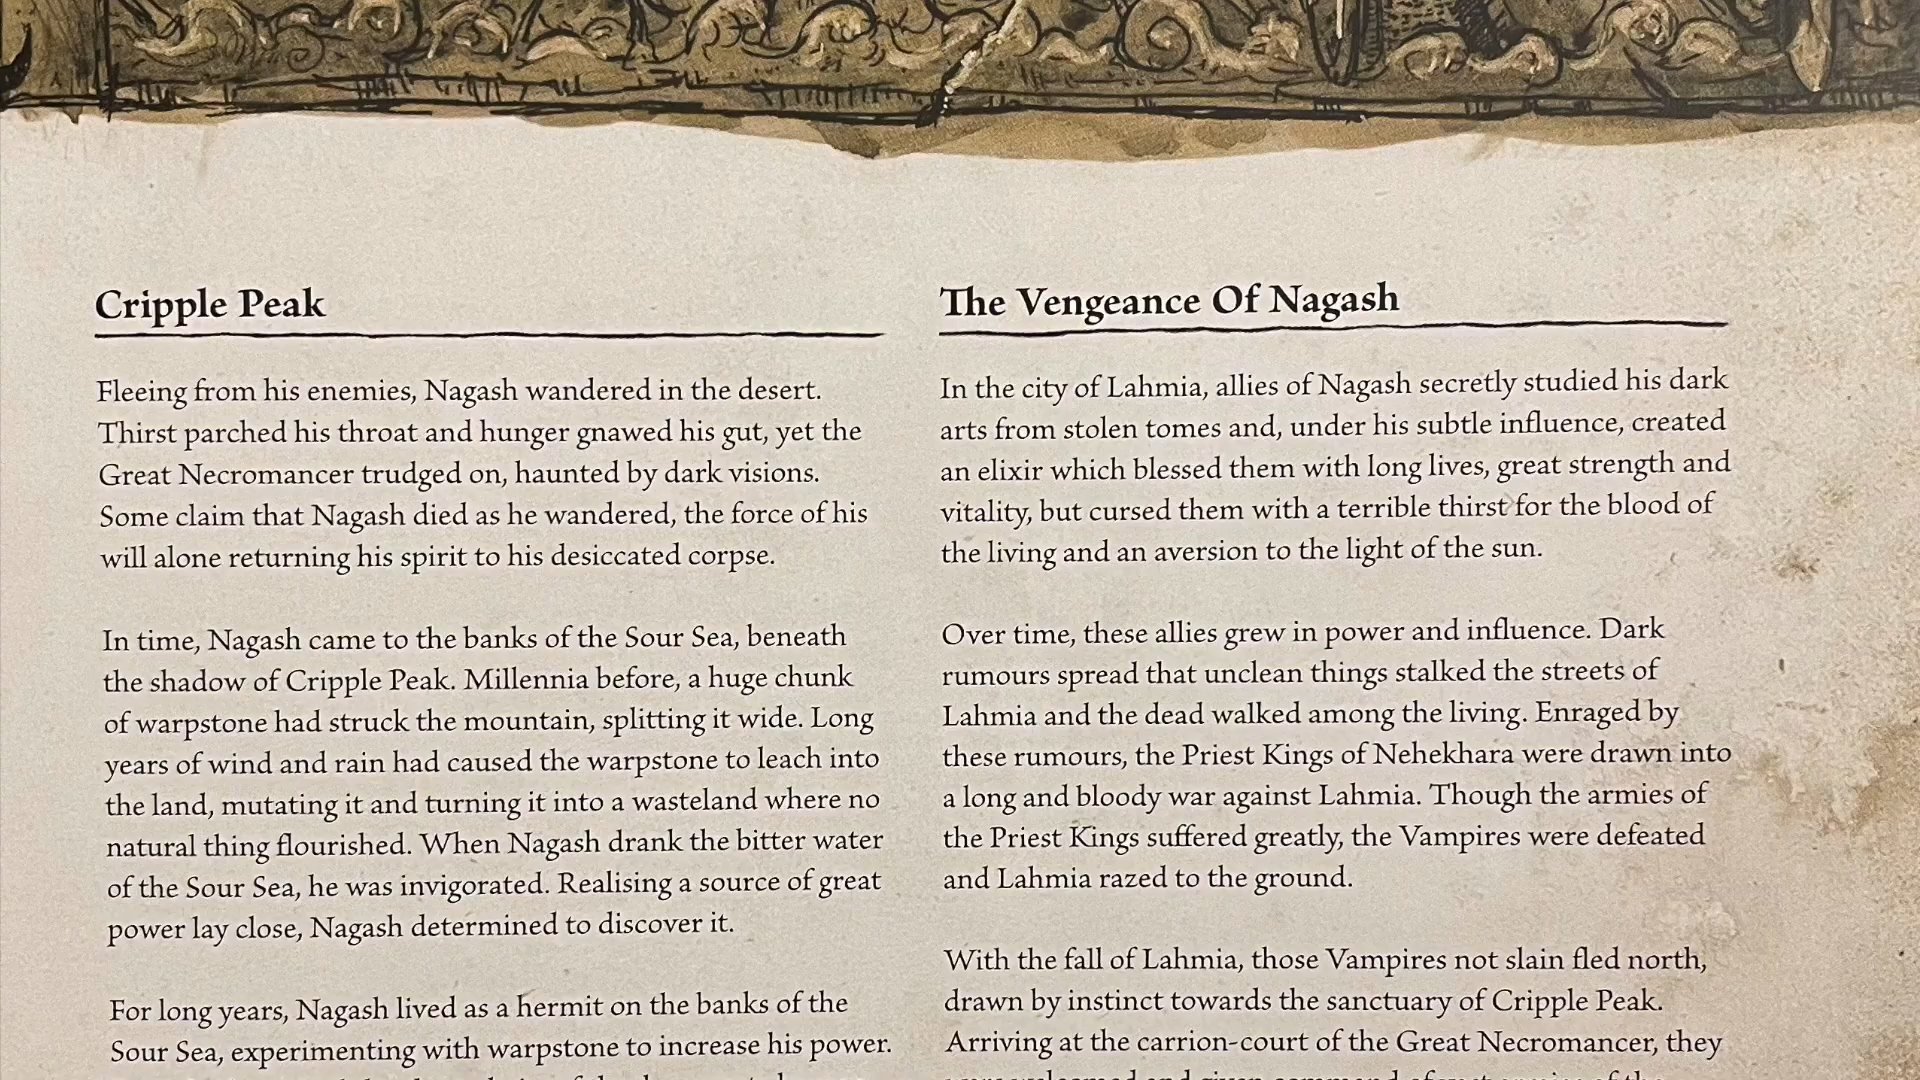 Cripple Peak
Fleeing from his enemies, Nagash wandered in the desert.
Thirst parched his throat and hunger gnawed his gut, yet the
Great Necromancer trudged on, haunted by dark visions.
Some claim that Nagash died as he wandered, the force of his
will alone returning his spirit to his desiccated corpse.
In time, Nagash came to the banks of the Sour Sea, beneath
the shadow of Cripple Peak. Millennia before, a huge chunk
of warpstone had struck the mountain, splitting it wide. Long
years of wind and rain had caused the warpstone to leach into
the land, mutating it and turning it into a wasteland where no
natural thing flourished. When Nagash drank the bitter water
of the Sour Sea, he was invigorated. Realising a source of great
power lay close, Nagash determined to discover it.
For long years, Nagash lived as a hermit on the banks of the
Sour Sea, experimenting with warpstone to increase his power.
The Vengeance Of Nagash
In the city of Lahmia, allies of Nagash secretly studied his dark
arts from stolen tomes and, under his subtle influence, created
an elixir which blessed them with long lives, great strength and
vitality, but cursed them with a terrible thirst for the blood of
the living and an aversion to the light of the sun.
Over time, these allies grew in power and influence. Dark
rumours spread that unclean things stalked the streets of
Lahmia and the dead walked among the living. Enraged by
these rumours, the Priest Kings of Nehekhara were drawn into
a long and bloody war against Lahmia. Though the armies of
the Priest Kings suffered greatly, the Vampires were defeated
and Lahmia razed to the ground.
With the fall of Lahmia, those Vampires not slain fled north,
drawn by instinct towards the sanctuary of Cripple Peak.
Arriving at the carrion-court of the Great Necromancer, they